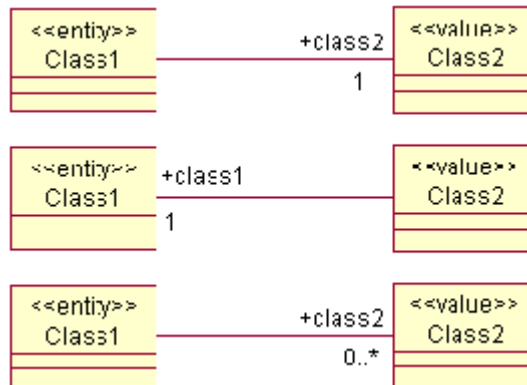 <<entity>>
Class1
+class2
1
<<value>>
Class2
<<entity>>
Class1
+class1
1
<<value>>
Class2
<<entity>>
Class1
+class2
0..*
<<value>>
Class2